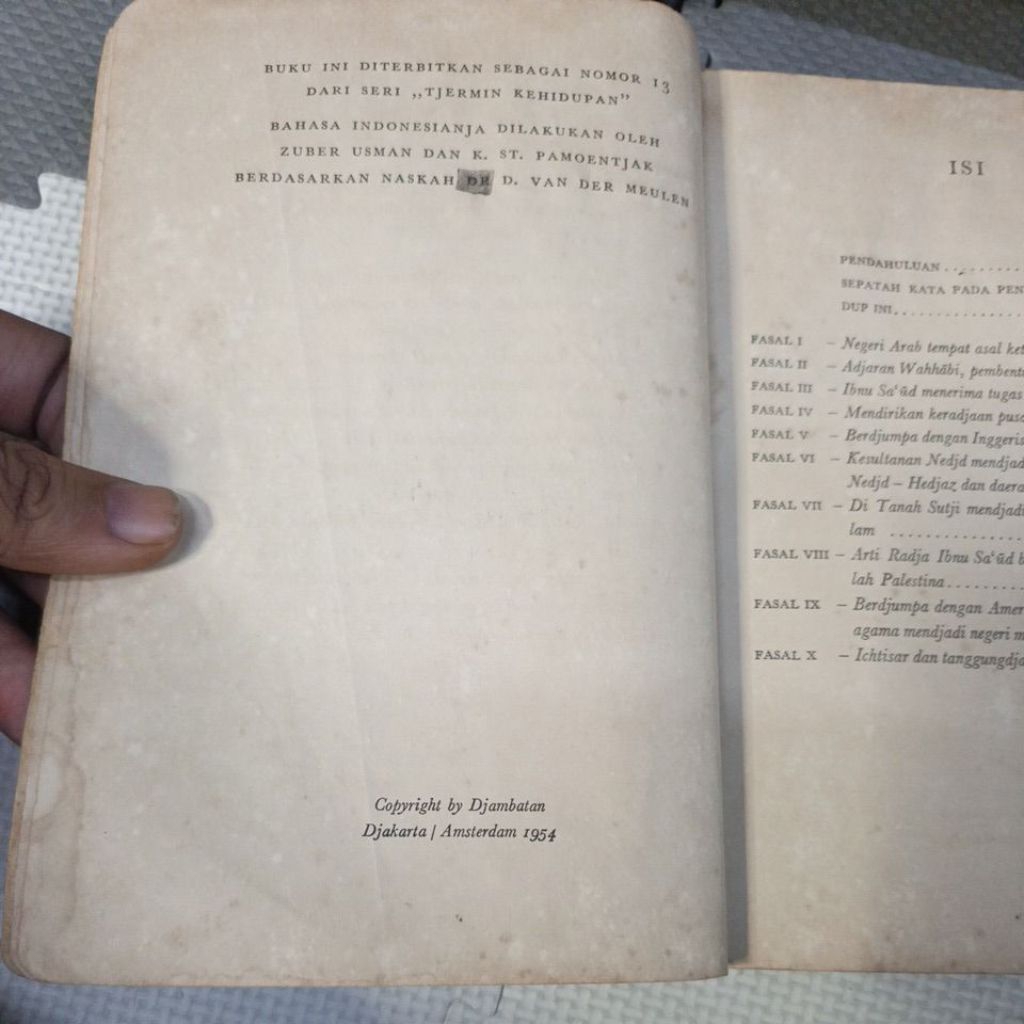 BUKU INI DITERBITKAN SEBAGAI NOMOR 13
DARI SERI „TJERMIN KEHIDUPAN”
BAHASA INDONESIANJA DILAKUKAN OLEH
ZUBER USMAN DAN K. ST. PAMOENTJAK
BERDASARKAN NASKAH DR D. VAN DER MEULEN
Copyright by Djambatan
Djakarta | Amsterdam 1954
ISI
PENDAHULUAN ..........
SEPATAH KATA PADA PEN
DUP INI..............
FASAL I – Negeri Arab tempat asal ket
FASAL II – Adjaran Wahhâbi, pembent
FASAL III – Ibnu Sa‘ûd menerima tugas
FASAL IV – Mendirikan keradjaan pusa
FASAL V – Berdjumpa dengan Inggeris
FASAL VI – Kesultanan Nedjd mendjad
Nedjd – Hedjaz dan daera
FASAL VII – Di Tanah Sutji mendjadi
lam ..................
FASAL VIII – Arti Radja Ibnu Sa‘ûd b
lah Palestina...........
FASAL IX – Berdjumpa dengan Amer
agama mendjadi negeri m
FASAL X – Ichtisar dan tanggungdja